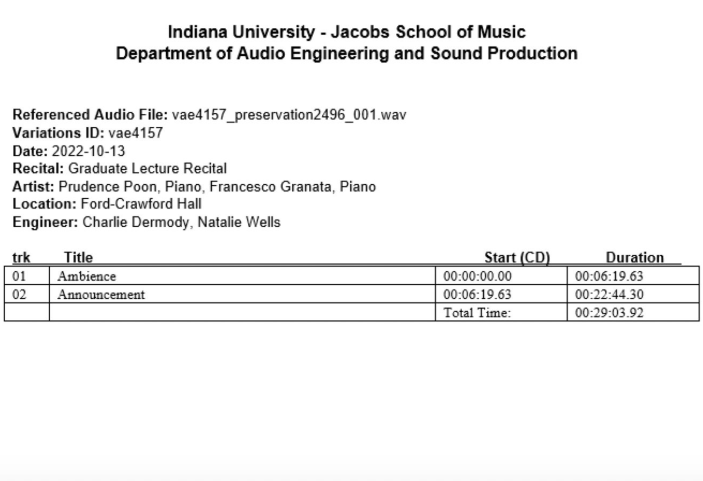 Indiana University - Jacobs School of Music
Department of Audio Engineering and Sound Production
Referenced Audio File: vae4157_preservation2496_001.wav
Variations ID: vae4157
Date: 2022-10-13
Recital: Graduate Lecture Recital
Artist: Prudence Poon, Piano, Francesco Granata, Piano
Location: Ford-Crawford Hall
Engineer: Charlie Dermody, Natalie Wells
trk Title Start (CD) Duration
01 Ambience 00:00:00.00 00:06:19.63
02 Announcement 00:06:19.63 00:22:44.30
Total Time: 00:29:03.92